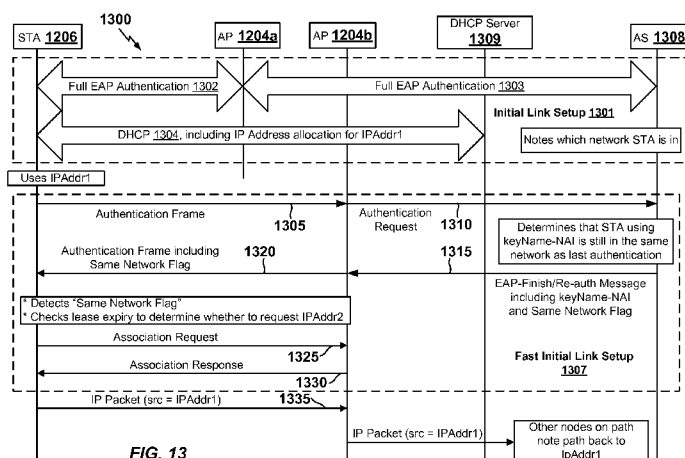 1300
STA 1206
AP 1204a
AP 1204b
DHCP Server
1309
AS 1308
Full EAP Authentication 1302
Full EAP Authentication 1303
Initial Link Setup 1301
DHCP 1304, including IP Address allocation for IPAddr1
Notes which network STA is in
Uses IPAddr1
Authentication Frame
1305
Authentication
Request
1310
Determines that STA using
keyName-NAI is still in the same
network as last authentication
Authentication Frame including
Same Network Flag
1320
1315
EAP-Finish/Re-auth Message
including keyName-NAI
and Same Network Flag
* Detects "Same Network Flag"
* Checks lease expiry to determine whether to request IPAddr2
Association Request
1325
Association Response
1330
Fast Initial Link Setup
1307
IP Packet (src = IPAddr1)
1335
IP Packet (src = IPAddr1)
Other nodes on path
note path back to
IpAddr1
FIG. 13